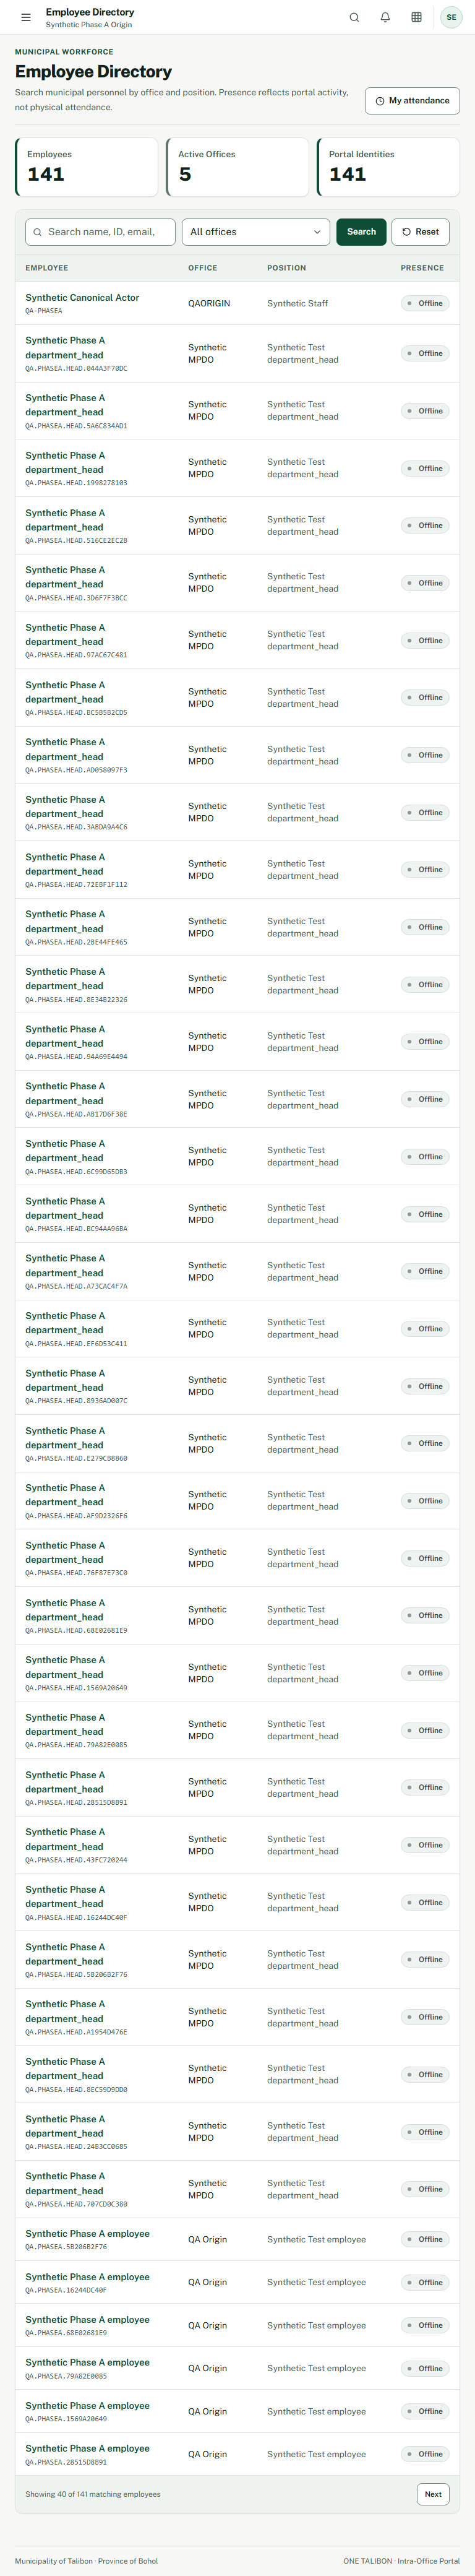 Employee Directory
Synthetic Phase A Origin
SE
MUNICIPAL WORKFORCE
Employee Directory
Search municipal personnel by office and position. Presence reflects portal activity,
not physical attendance.
My attendance
Employees
141
Active Offices
5
Portal Identities
141
Search name, ID, email,
All offices
Search
Reset
EMPLOYEE OFFICE POSITION PRESENCE
Synthetic Canonical Actor
QA-PHASEA
QAORIGIN
Synthetic Staff
Offline
Synthetic Phase A
department_head
QA.PHASEA.HEAD.044A3F70DC
Synthetic
MPDO
Synthetic Test
department_head
Offline
Synthetic Phase A
department_head
QA.PHASEA.HEAD.5A6C834AD1
Synthetic
MPDO
Synthetic Test
department_head
Offline
Synthetic Phase A
department_head
QA.PHASEA.HEAD.1998278103
Synthetic
MPDO
Synthetic Test
department_head
Offline
Synthetic Phase A
department_head
QA.PHASEA.HEAD.516CE2EC28
Synthetic
MPDO
Synthetic Test
department_head
Offline
Synthetic Phase A
department_head
QA.PHASEA.HEAD.3D6F7F38CC
Synthetic
MPDO
Synthetic Test
department_head
Offline
Synthetic Phase A
department_head
QA.PHASEA.HEAD.97AC67C481
Synthetic
MPDO
Synthetic Test
department_head
Offline
Synthetic Phase A
department_head
QA.PHASEA.HEAD.BC5B5B2CD5
Synthetic
MPDO
Synthetic Test
department_head
Offline
Synthetic Phase A
department_head
QA.PHASEA.HEAD.AD058097F3
Synthetic
MPDO
Synthetic Test
department_head
Offline
Synthetic Phase A
department_head
QA.PHASEA.HEAD.3ABDA9A4C6
Synthetic
MPDO
Synthetic Test
department_head
Offline
Synthetic Phase A
department_head
QA.PHASEA.HEAD.72EBF1F112
Synthetic
MPDO
Synthetic Test
department_head
Offline
Synthetic Phase A
department_head
QA.PHASEA.HEAD.2BE44FE465
Synthetic
MPDO
Synthetic Test
department_head
Offline
Synthetic Phase A
department_head
QA.PHASEA.HEAD.8E34B22326
Synthetic
MPDO
Synthetic Test
department_head
Offline
Synthetic Phase A
department_head
QA.PHASEA.HEAD.94A69E4494
Synthetic
MPDO
Synthetic Test
department_head
Offline
Synthetic Phase A
department_head
QA.PHASEA.HEAD.AB17D6F38E
Synthetic
MPDO
Synthetic Test
department_head
Offline
Synthetic Phase A
department_head
QA.PHASEA.HEAD.6C99D65DB3
Synthetic
MPDO
Synthetic Test
department_head
Offline
Synthetic Phase A
department_head
QA.PHASEA.HEAD.BC94AA96BA
Synthetic
MPDO
Synthetic Test
department_head
Offline
Synthetic Phase A
department_head
QA.PHASEA.HEAD.A73CAC4F7A
Synthetic
MPDO
Synthetic Test
department_head
Offline
Synthetic Phase A
department_head
QA.PHASEA.HEAD.EF6D53C411
Synthetic
MPDO
Synthetic Test
department_head
Offline
Synthetic Phase A
department_head
QA.PHASEA.HEAD.8936AD007C
Synthetic
MPDO
Synthetic Test
department_head
Offline
Synthetic Phase A
department_head
QA.PHASEA.HEAD.E279CB8860
Synthetic
MPDO
Synthetic Test
department_head
Offline
Synthetic Phase A
department_head
QA.PHASEA.HEAD.AF9D2326F6
Synthetic
MPDO
Synthetic Test
department_head
Offline
Synthetic Phase A
department_head
QA.PHASEA.HEAD.76F87E73C0
Synthetic
MPDO
Synthetic Test
department_head
Offline
Synthetic Phase A
department_head
QA.PHASEA.HEAD.68E02681E9
Synthetic
MPDO
Synthetic Test
department_head
Offline
Synthetic Phase A
department_head
QA.PHASEA.HEAD.1569A20649
Synthetic
MPDO
Synthetic Test
department_head
Offline
Synthetic Phase A
department_head
QA.PHASEA.HEAD.79A82E0085
Synthetic
MPDO
Synthetic Test
department_head
Offline
Synthetic Phase A
department_head
QA.PHASEA.HEAD.28515D8B91
Synthetic
MPDO
Synthetic Test
department_head
Offline
Synthetic Phase A
department_head
QA.PHASEA.HEAD.43FC720244
Synthetic
MPDO
Synthetic Test
department_head
Offline
Synthetic Phase A
department_head
QA.PHASEA.HEAD.16244DC40F
Synthetic
MPDO
Synthetic Test
department_head
Offline
Synthetic Phase A
department_head
QA.PHASEA.HEAD.5B206B2F76
Synthetic
MPDO
Synthetic Test
department_head
Offline
Synthetic Phase A
department_head
QA.PHASEA.HEAD.A1954D476E
Synthetic
MPDO
Synthetic Test
department_head
Offline
Synthetic Phase A
department_head
QA.PHASEA.HEAD.8EC59D9DD0
Synthetic
MPDO
Synthetic Test
department_head
Offline
Synthetic Phase A
department_head
QA.PHASEA.HEAD.2483CC0685
Synthetic
MPDO
Synthetic Test
department_head
Offline
Synthetic Phase A
department_head
QA.PHASEA.HEAD.707CD0C380
Synthetic
MPDO
Synthetic Test
department_head
Offline
Synthetic Phase A employee
QA.PHASEA.5B206B2F76
QA Origin
Synthetic Test employee
Offline
Synthetic Phase A employee
QA.PHASEA.16244DC40F
QA Origin
Synthetic Test employee
Offline
Synthetic Phase A employee
QA.PHASEA.68E02681E9
QA Origin
Synthetic Test employee
Offline
Synthetic Phase A employee
QA.PHASEA.79A82E0085
QA Origin
Synthetic Test employee
Offline
Synthetic Phase A employee
QA.PHASEA.1569A20649
QA Origin
Synthetic Test employee
Offline
Synthetic Phase A employee
QA.PHASEA.28515D8B91
QA Origin
Synthetic Test employee
Offline
Showing 40 of 141 matching employees
Next
Municipality of Talibon · Province of Bohol
ONE TALIBON · Intra-Office Portal